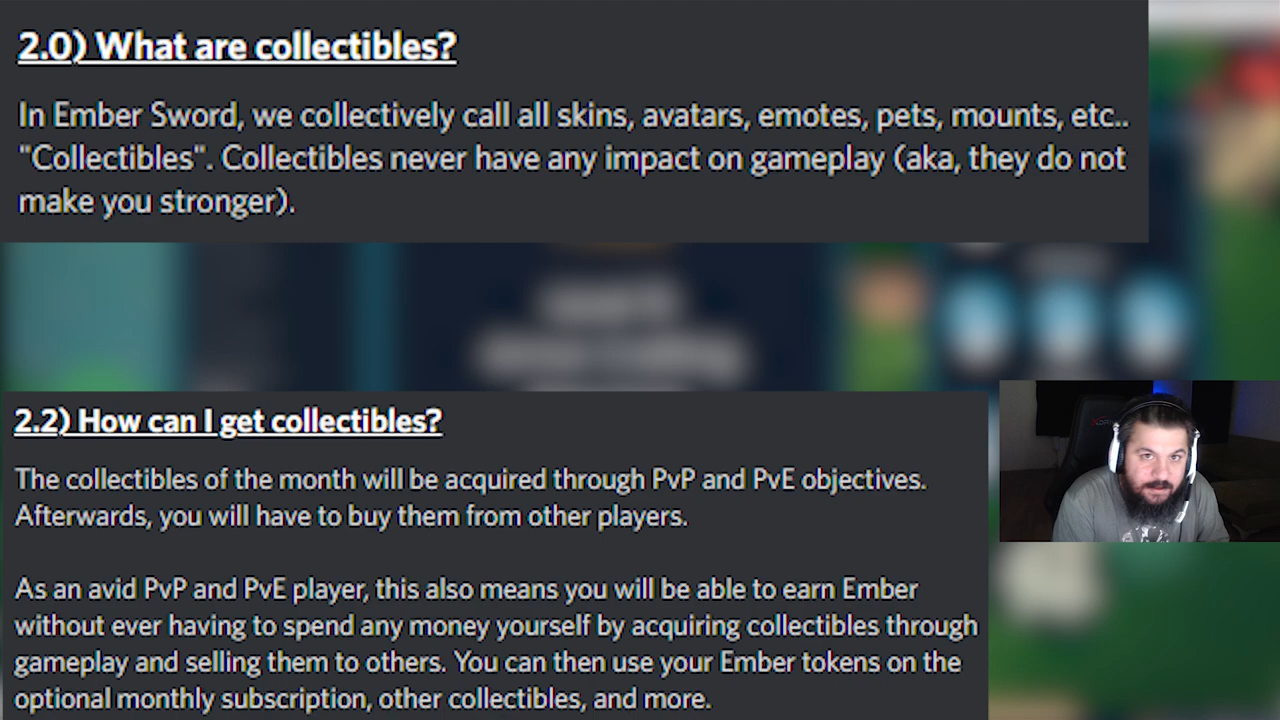 2.0) What are collectibles?
In Ember Sword, we collectively call all skins, avatars, emotes, pets, mounts, etc..
"Collectibles". Collectibles never have any impact on gameplay (aka, they do not
make you stronger).
2.2) How can I get collectibles?
The collectibles of the month will be acquired through PvP and PvE objectives.
Afterwards, you will have to buy them from other players.
As an avid PvP and PvE player, this also means you will be able to earn Ember
without ever having to spend any money yourself by acquiring collectibles through
gameplay and selling them to others. You can then use your Ember tokens on the
optional monthly subscription, other collectibles, and more.